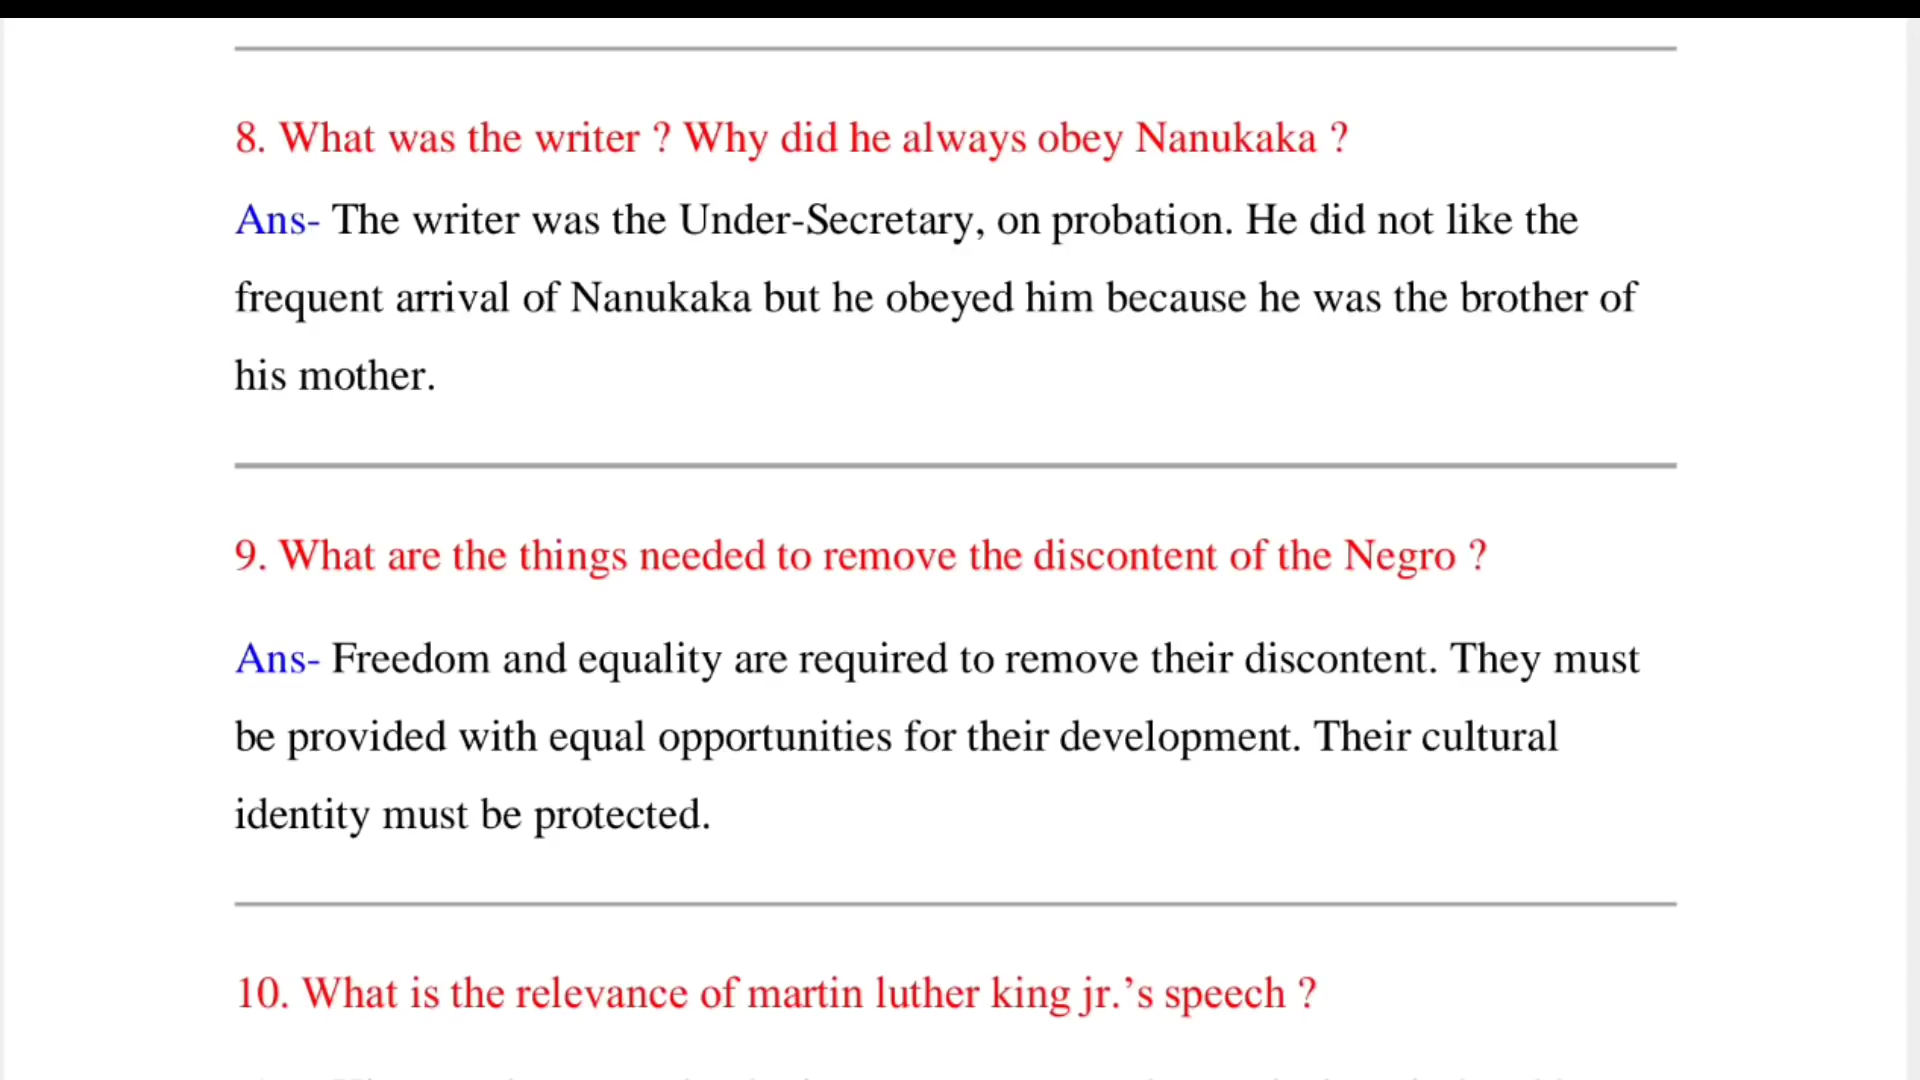 8. What was the writer ? Why did he always obey Nanukaka ?
Ans- The writer was the Under-Secretary, on probation. He did not like the
frequent arrival of Nanukaka but he obeyed him because he was the brother of
his mother.
9. What are the things needed to remove the discontent of the Negro ?
Ans- Freedom and equality are required to remove their discontent. They must
be provided with equal opportunities for their development. Their cultural
identity must be protected.
10. What is the relevance of martin luther king jr.’s speech ?